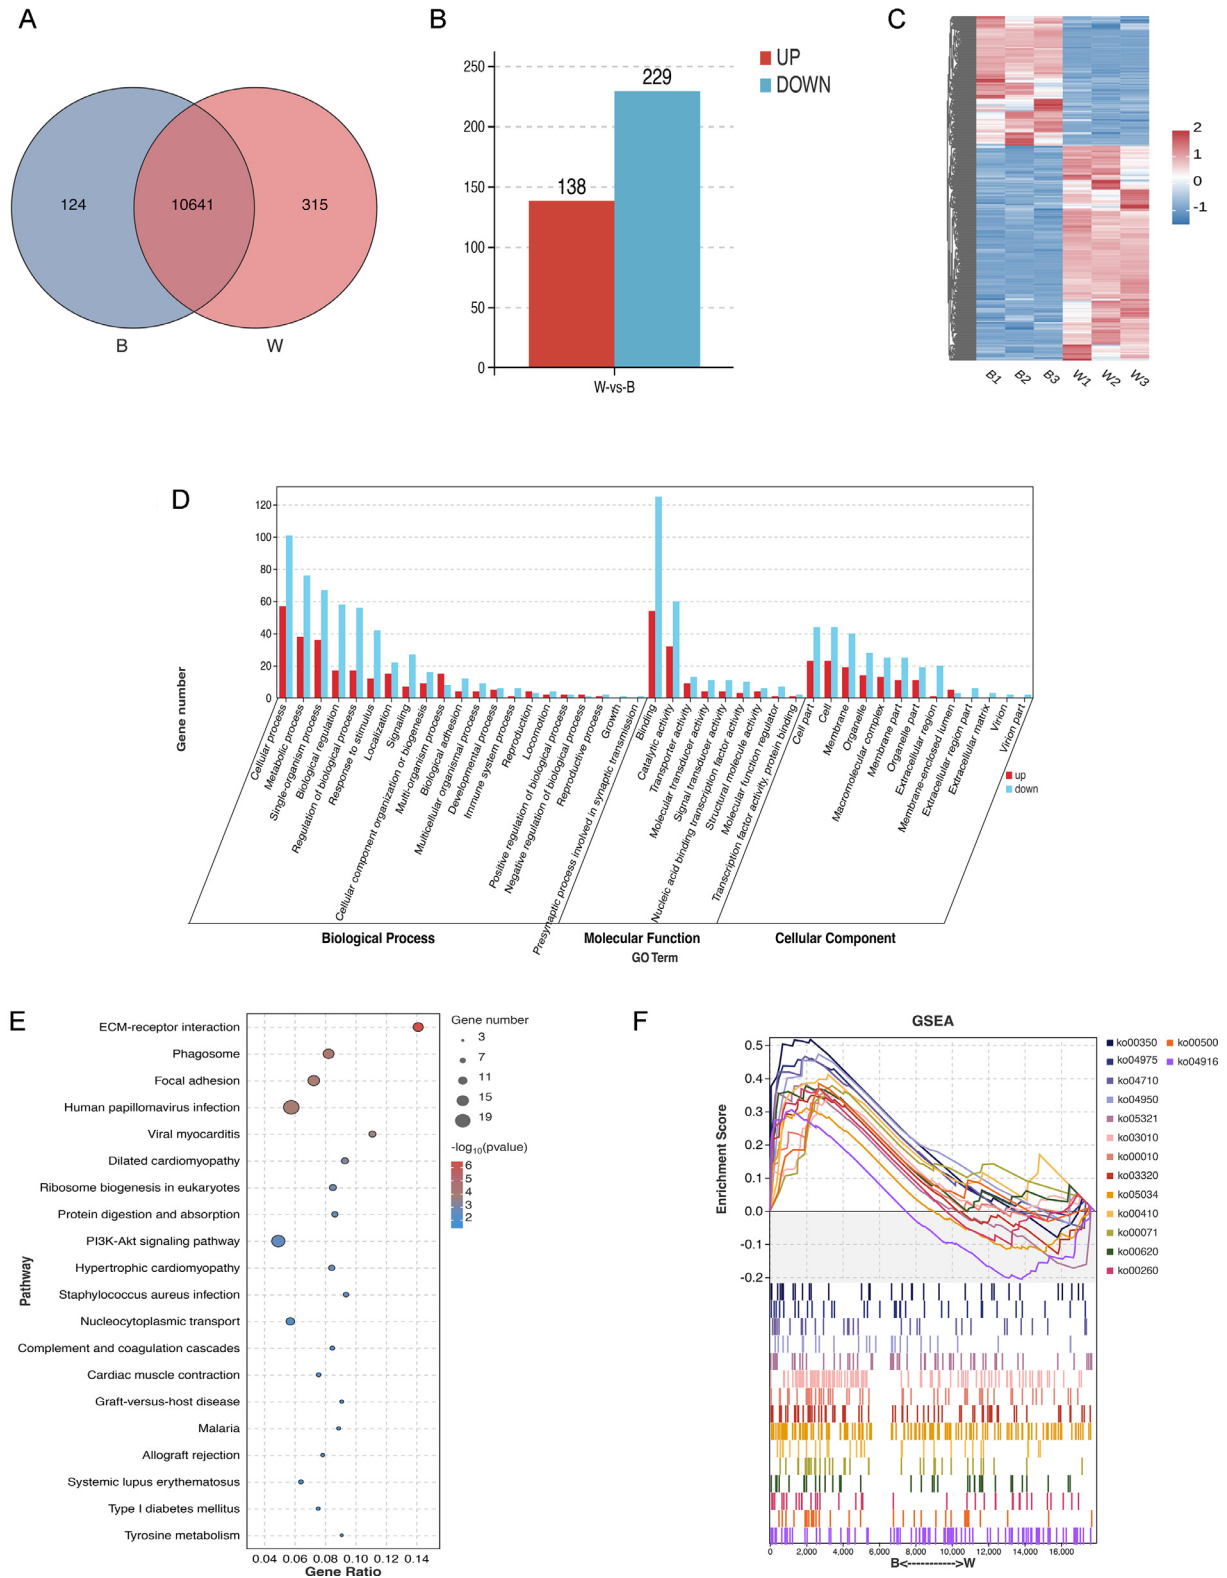 A
124
10641
315
B
W
B
250
200
150
100
50
0
138
229
W-vs-B
UP
DOWN
C
2
1
0
-1
B1
B2
B3
W1
W2
W3
D
Gene number
120
100
80
60
40
20
0
Cellular process
Metabolic process
Single-organism process
Biological regulation
Regulation of biological process
Response to stimulus
Localization
Signaling
Cellular component organization or biogenesis
Multi-organism process
Biological adhesion
Multicellular organismal process
Developmental process
Immune system process
Reproduction
Locomotion
Positive regulation of biological process
Negative regulation of biological process
Reproductive process
Growth
Presynaptic process involved in synaptic transmission
Binding
Catalytic activity
Transporter activity
Molecular transducer activity
Signal transducer activity
Nucleic acid binding transcription factor activity
Structural molecule activity
Molecular function regulator
Transcription factor activity, protein binding
Cell part
Cell
Membrane
Organelle
Macromolecular complex
Membrane part
Organelle part
Extracellular region
Membrane-enclosed lumen
Extracellular region part
Extracellular matrix
Virion
Virion part
up
down
Biological Process
Molecular Function
Cellular Component
GO Term
E
Pathway
ECM-receptor interaction
Phagosome
Focal adhesion
Human papillomavirus infection
Viral myocarditis
Dilated cardiomyopathy
Ribosome biogenesis in eukaryotes
Protein digestion and absorption
PI3K-Akt signaling pathway
Hypertrophic cardiomyopathy
Staphylococcus aureus infection
Nucleocytoplasmic transport
Complement and coagulation cascades
Cardiac muscle contraction
Graft-versus-host disease
Malaria
Allograft rejection
Systemic lupus erythematosus
Type I diabetes mellitus
Tyrosine metabolism
0.04 0.06 0.08 0.10 0.12 0.14
Gene Ratio
Gene number
3
7
11
15
19
-log10(pvalue)
6
5
4
3
2
F
GSEA
Enrichment Score
0.5
0.4
0.3
0.2
0.1
0.0
-0.1
-0.2
ko00350
ko04975
ko04710
ko04950
ko05321
ko03010
ko00010
ko03320
ko05034
ko00410
ko00071
ko00620
ko00260
ko00500
ko04916
0 2,000 4,000 6,000 8,000 10,000 12,000 14,000 16,000
B<----------->W